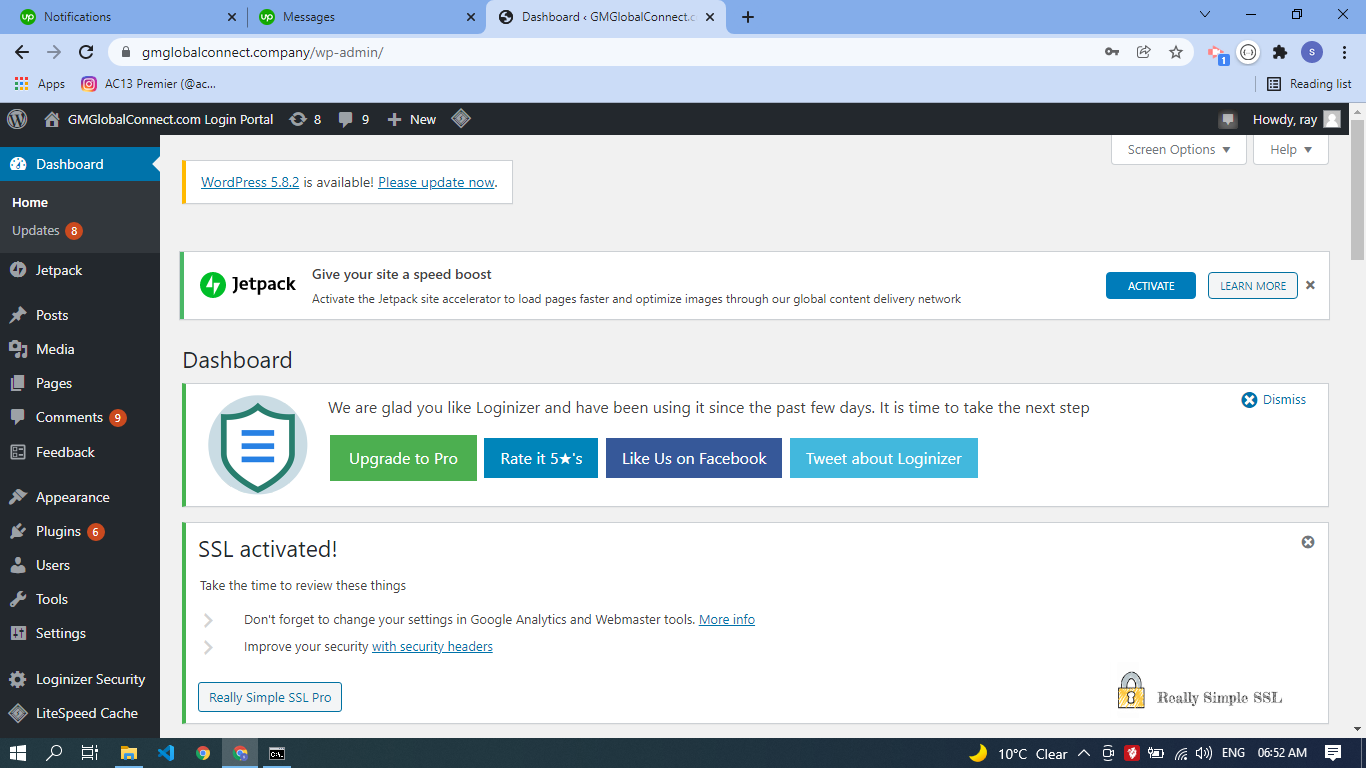 Notifications
Messages
Dashboard ‹ GMGlobalConnect.c
gmglobalconnect.company/wp-admin/
1
S
Apps
AC13 Premier (@ac...
Reading list
GMGlobalConnect.com Login Portal
8
9
New
Howdy, ray
Dashboard
Home
Updates 8
Jetpack
Posts
Media
Pages
Comments 9
Feedback
Appearance
Plugins 6
Users
Tools
Settings
Loginizer Security
LiteSpeed Cache
Screen Options
Help
WordPress 5.8.2 is available! Please update now.
Jetpack
Give your site a speed boost
Activate the Jetpack site accelerator to load pages faster and optimize images through our global content delivery network
ACTIVATE
LEARN MORE
Dashboard
We are glad you like Loginizer and have been using it since the past few days. It is time to take the next step
Dismiss
Upgrade to Pro
Rate it 5★'s
Like Us on Facebook
Tweet about Loginizer
SSL activated!
Take the time to review these things
Don't forget to change your settings in Google Analytics and Webmaster tools. More info
Improve your security with security headers
Really Simple SSL Pro
Really Simple SSL
10°C Clear
ENG
06:52 AM